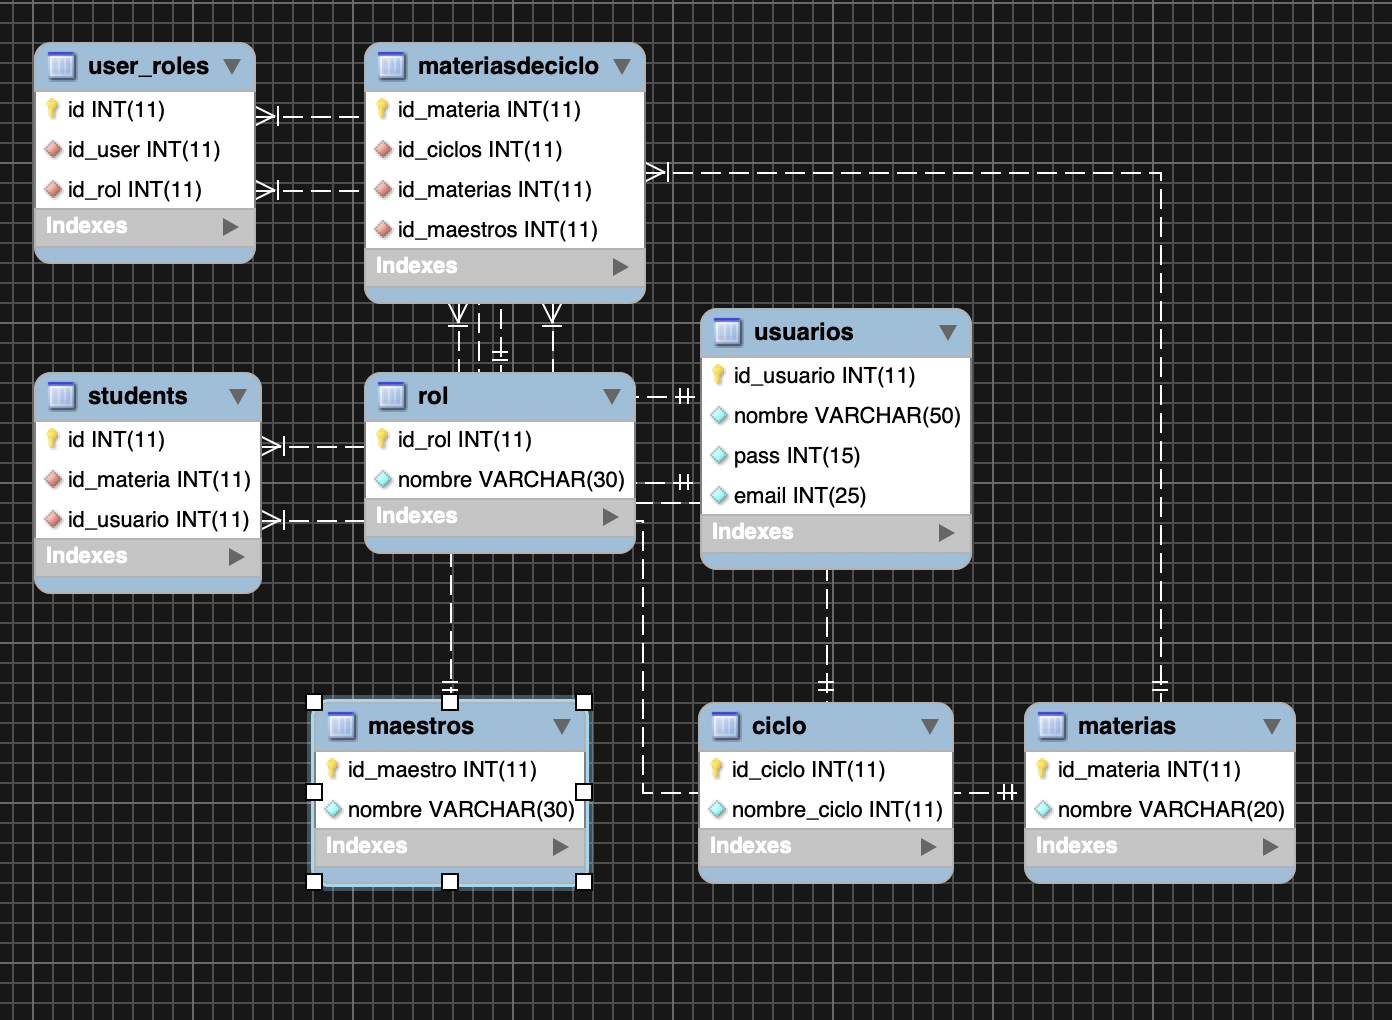 user_roles
id INT(11)
id_user INT(11)
id_rol INT(11)
Indexes
materiasdeciclo
id_materia INT(11)
id_ciclos INT(11)
id_materias INT(11)
id_maestros INT(11)
Indexes
students
id INT(11)
id_materia INT(11)
id_usuario INT(11)
Indexes
rol
id_rol INT(11)
nombre VARCHAR(30)
Indexes
usuarios
id_usuario INT(11)
nombre VARCHAR(50)
pass INT(15)
email INT(25)
Indexes
maestros
id_maestro INT(11)
nombre VARCHAR(30)
Indexes
ciclo
id_ciclo INT(11)
nombre_ciclo INT(11)
Indexes
materias
id_materia INT(11)
nombre VARCHAR(20)
Indexes